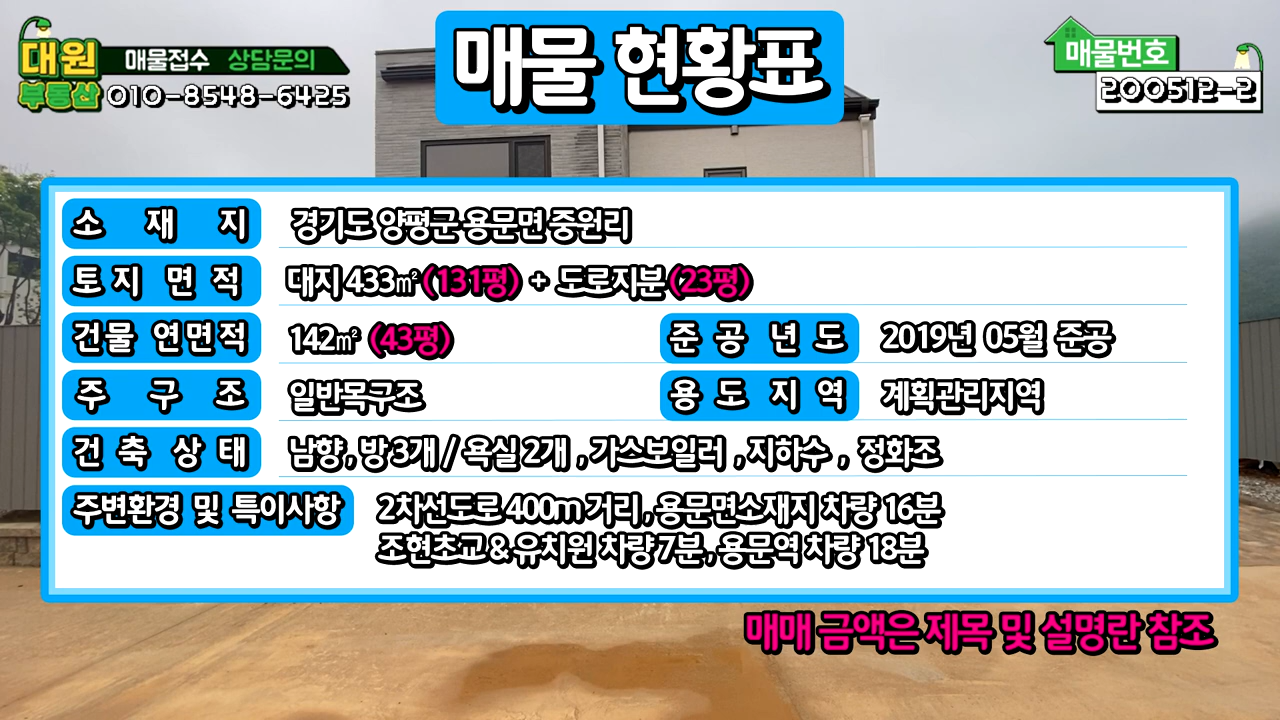 대원 매물접수 상담문의
부동산 010-8548-6425
매물 현황표
매물번호
200512-2
소 재 지 경기도 양평군 용문면 중원리
토 지 면 적 대지 433㎡ (131평) + 도로지분 (23평)
건물 연면적 142㎡ (43평) 준 공 년 도 2019년 05월 준공
주 구 조 일반목구조 용 도 지 역 계획관리지역
건 축 상 태 남향 , 방 3개 / 욕실 2개 , 가스보일러 , 지하수 , 정화조
주변환경 및 특이사항 2차선도로 400m 거리 , 용문면소재지 차량 16분
조현초교 & 유치원 차량 7분 , 용문역 차량 18분
매매 금액은 제목 및 설명란 참조